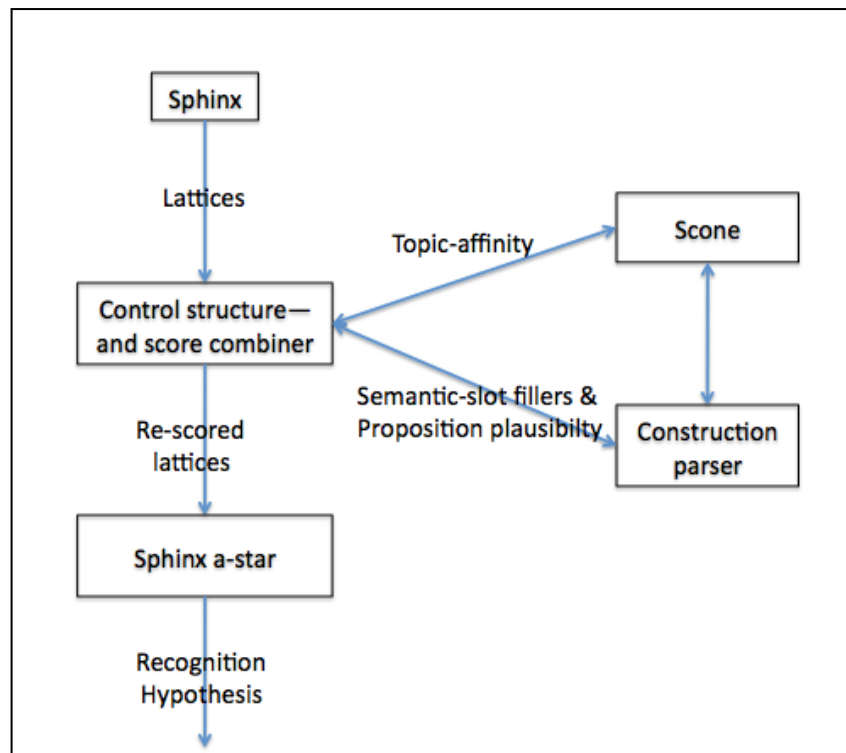 Sphinx
Lattices
Topic-affinity
Scone
Control structure—
and score combiner
Semantic-slot fillers &
Proposition plausibilty
Construction
parser
Re-scored
lattices
Sphinx a-star
Recognition
Hypothesis